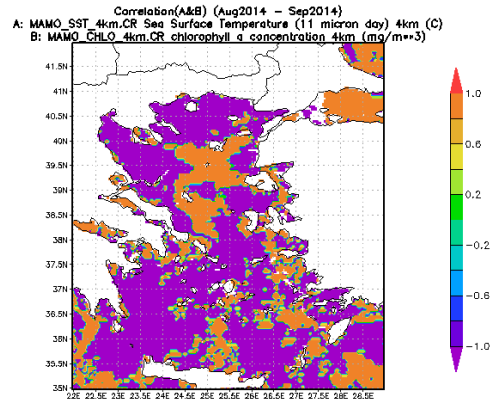 Correlation(A&B) (Aug2014 - Sep2014)
A: MAMO_SST_4km.CR Sea Surface Temperature (11 micron day) 4km (C)
B: MAMO_CHLO_4km.CR chlorophyll a concentration 4km (mg/m**3)
41.5N
41N
40.5N
40N
39.5N
39N
38.5N
38N
37.5N
37N
36.5N
36N
35.5N
35N
22E 22.5E 23E 23.5E 24E 24.5E 25E 25.5E 26E 26.5E 27E 27.5E 28E 28.5E
1.0
0.6
0.2
-0.2
-0.6
-1.0